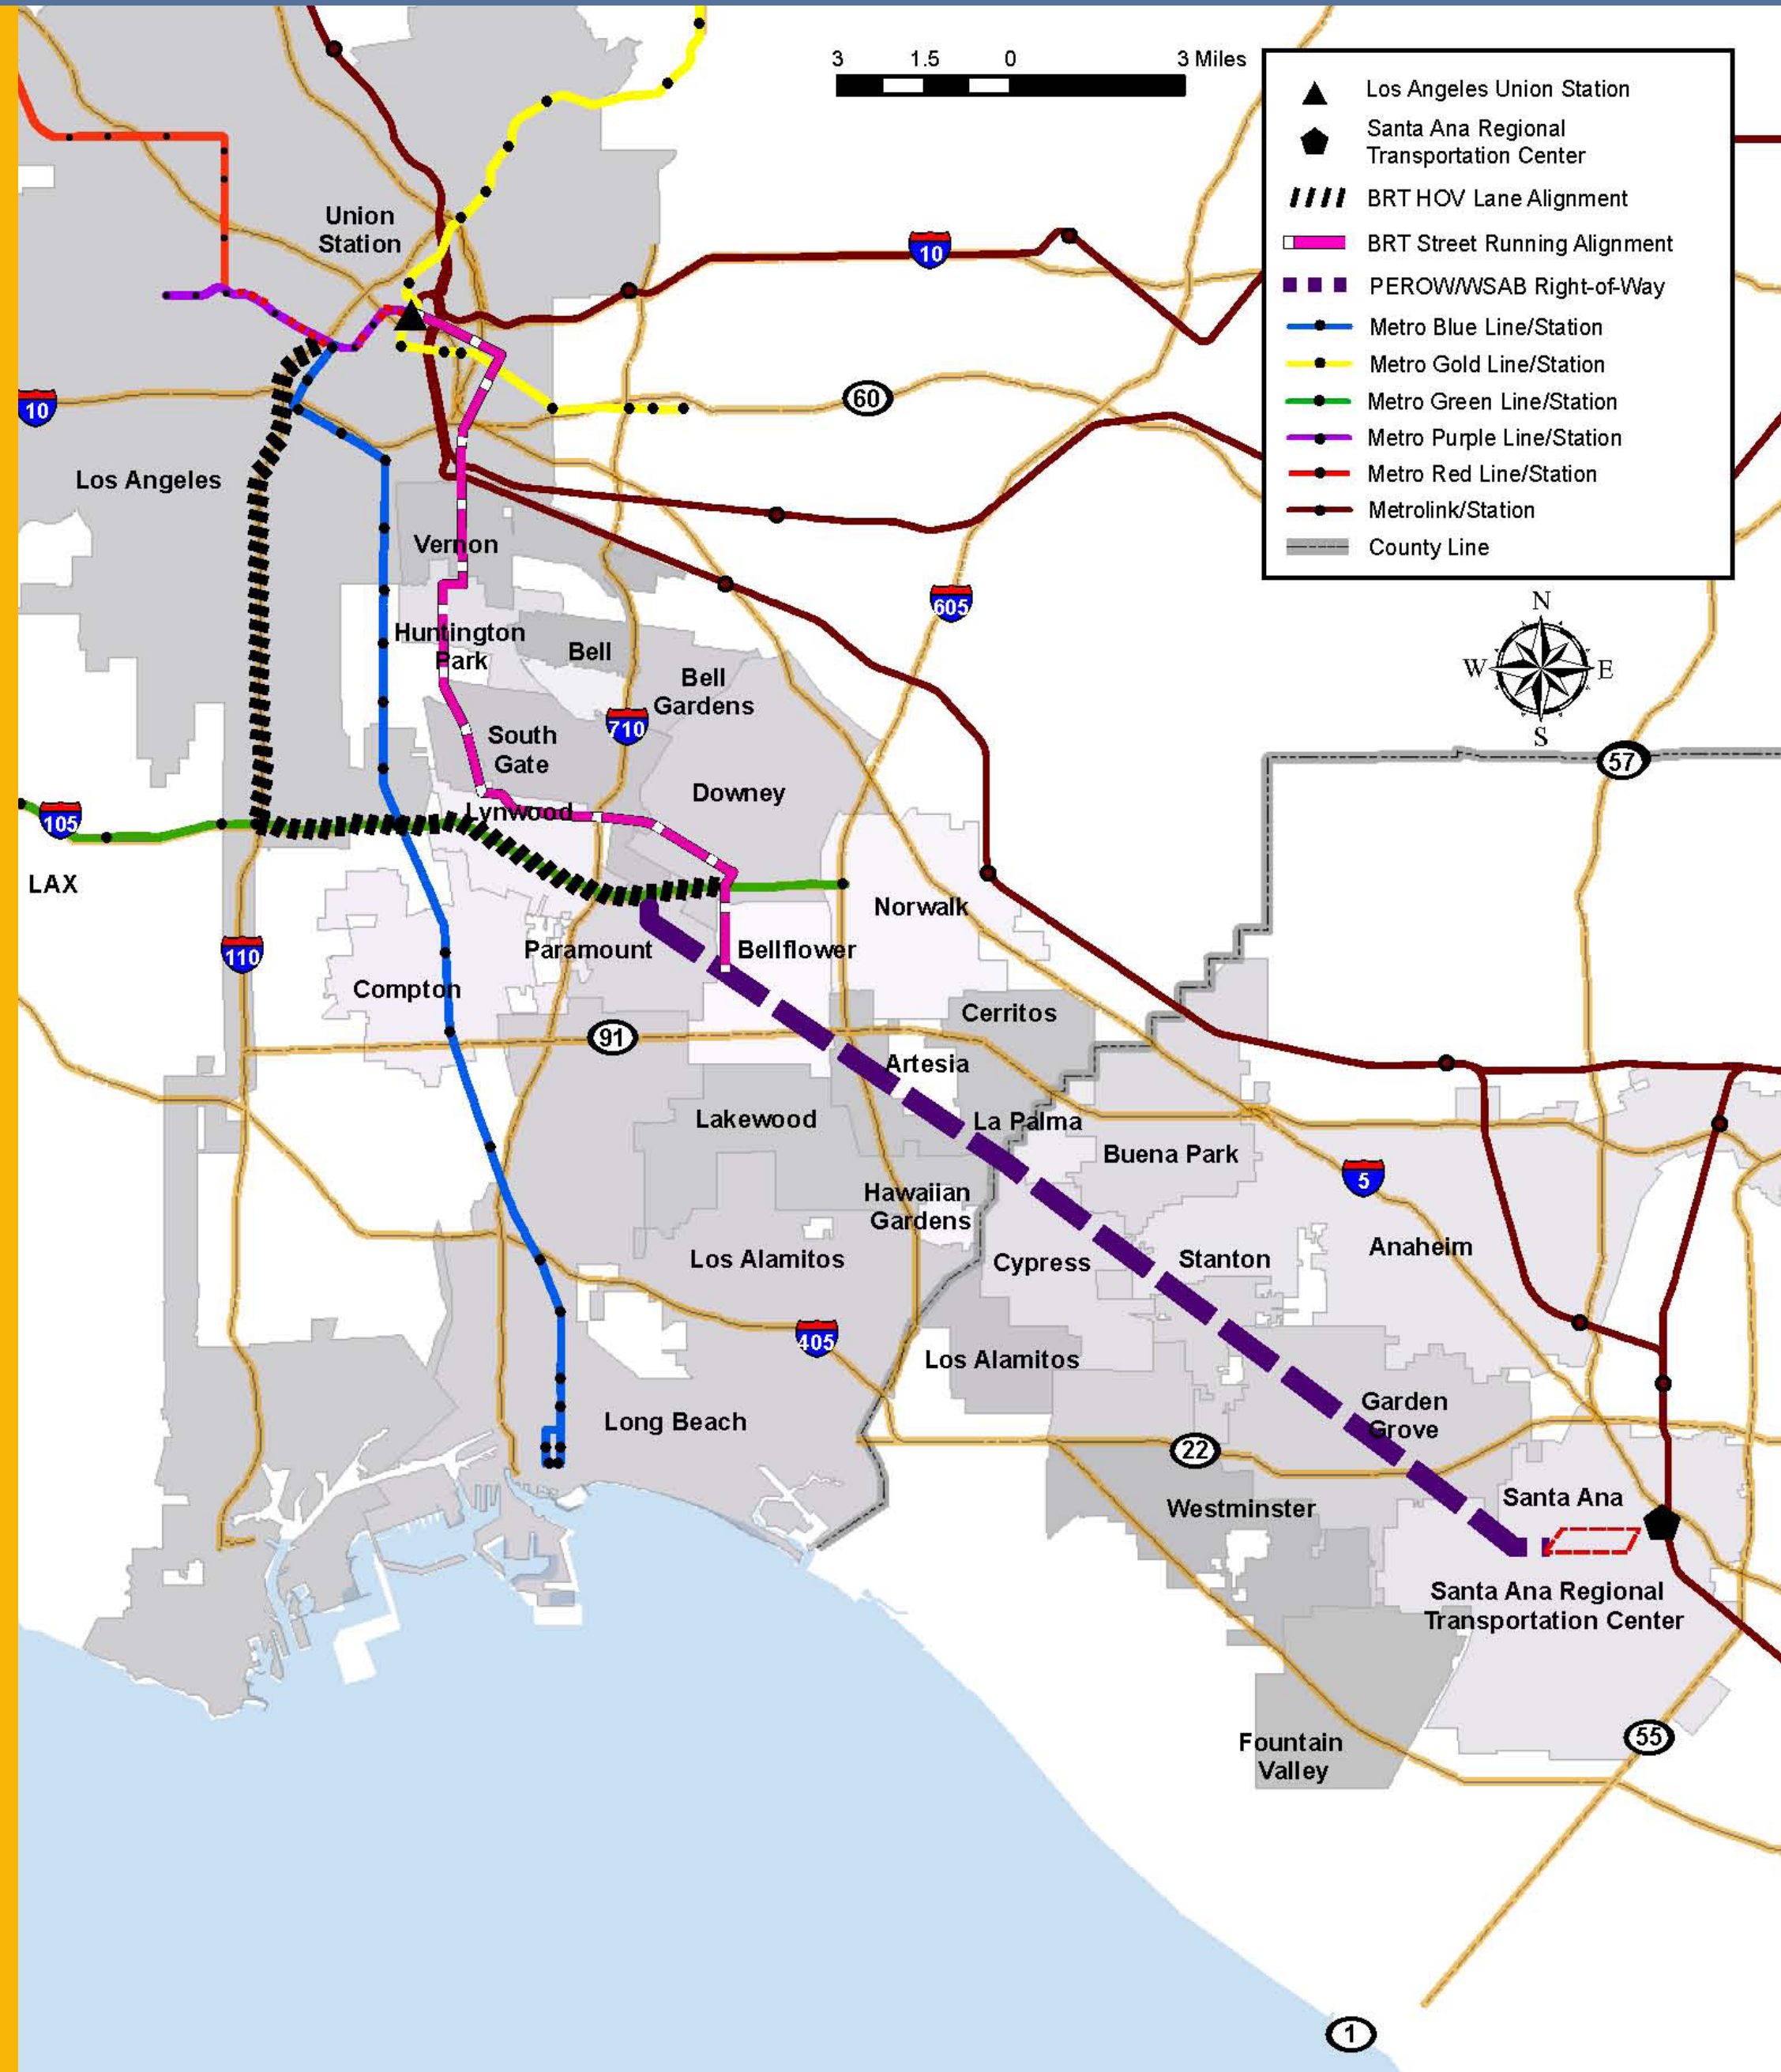 3 1.5 0 3 Miles
Los Angeles Union Station
Santa Ana Regional
Transportation Center
BRT HOV Lane Alignment
BRT Street Running Alignment
PEROW/WSAB Right-of-Way
Metro Blue Line/Station
Metro Gold Line/Station
Metro Green Line/Station
Metro Purple Line/Station
Metro Red Line/Station
Metrolink/Station
County Line
Union
Station
10
60
10
Los Angeles
Vernon
605
N
W E
S
Huntington
Park
Bell
Bell
Gardens
710
South
Gate
57
Downey
Lynwood
105
LAX
Norwalk
110
Paramount
Bellflower
Compton
Cerritos
91
Artesia
Lakewood
La Palma
Buena Park
5
Hawaiian
Gardens
Los Alamitos
Cypress
Stanton
Anaheim
405
Los Alamitos
Long Beach
Garden
Grove
22
Westminster
Santa Ana
Santa Ana Regional
Transportation Center
Fountain
Valley
55
1